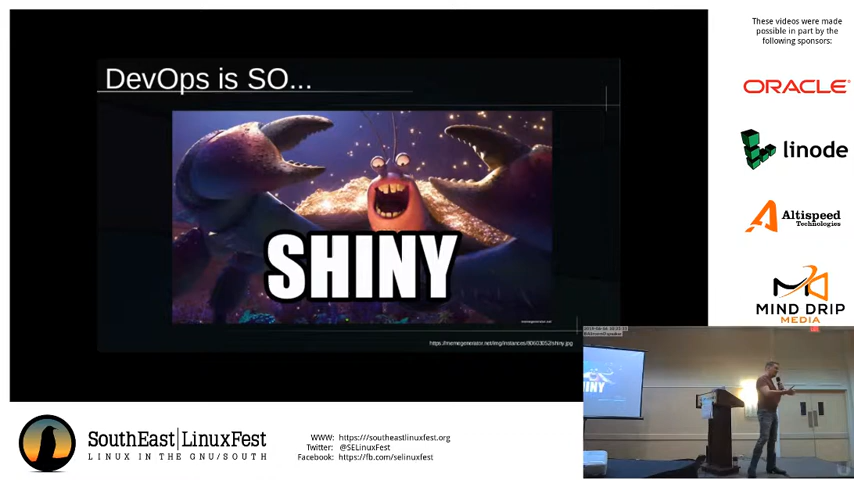 DevOps is SO...
SHINY
https://memegenerator.net/img/instances/80603052/shiny.jpg
These videos were made
possible in part by the
following sponsors:
ORACLE
linode
Altispeed
Technologies
MIND DRIP
MEDIA
SouthEast|LinuxFest
LINUX IN THE GNU/SOUTH
WWW: https://southeastlinuxfest.org
Twitter: @SELinuxFest
Facebook: https://fb.com/selinuxfest